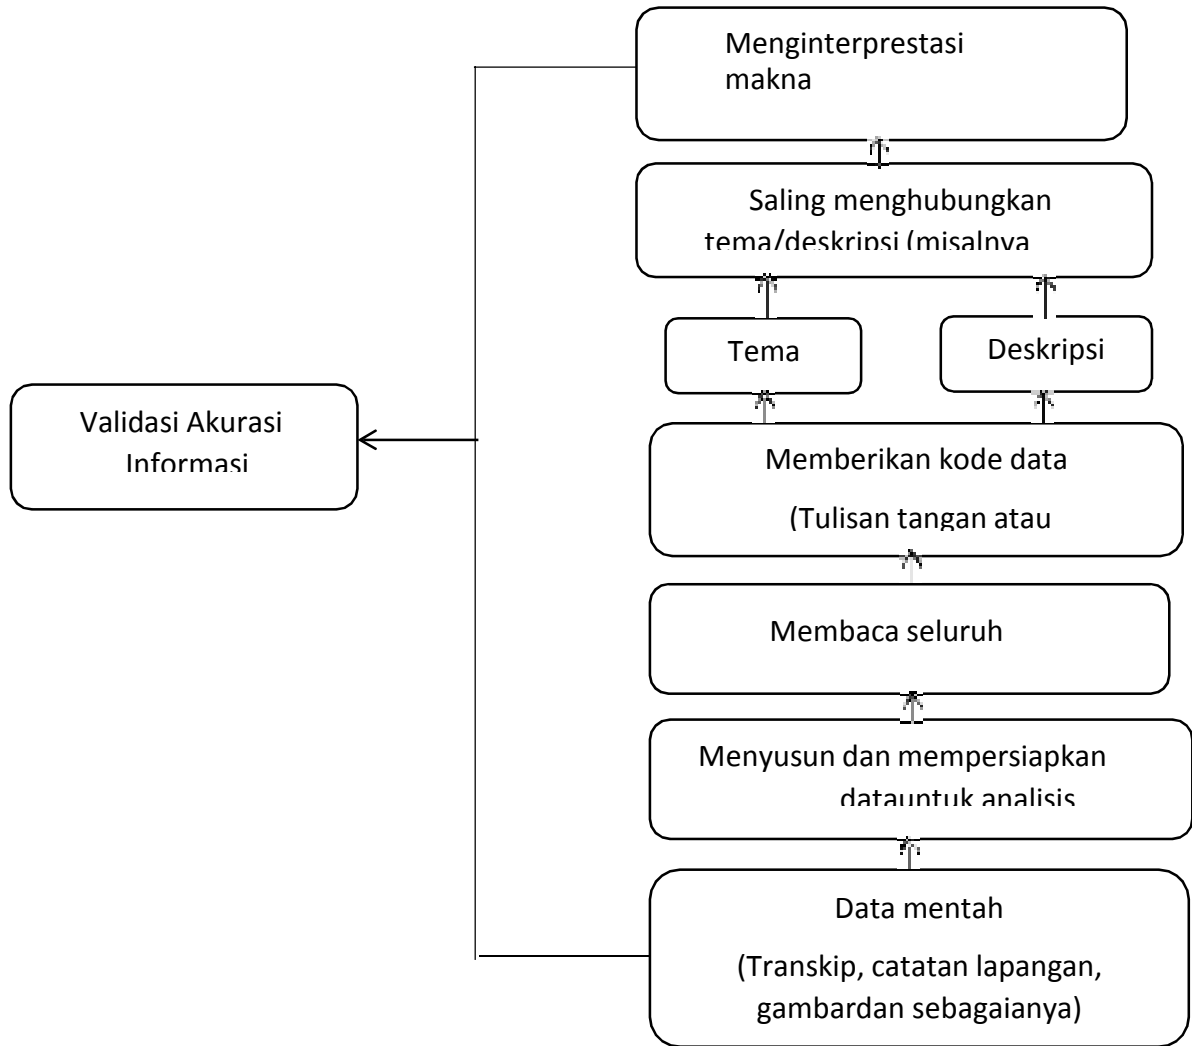 Menginterprestasi
makna
Saling menghubungkan
tema/deskripsi (misalnya
Tema
Deskripsi
Validasi Akurasi
Informasi
Memberikan kode data
(Tulisan tangan atau
Membaca seluruh
Menyusun dan mempersiapkan
datauntuk analisis
Data mentah
(Transkip, catatan lapangan,
gambardan sebagaianya)